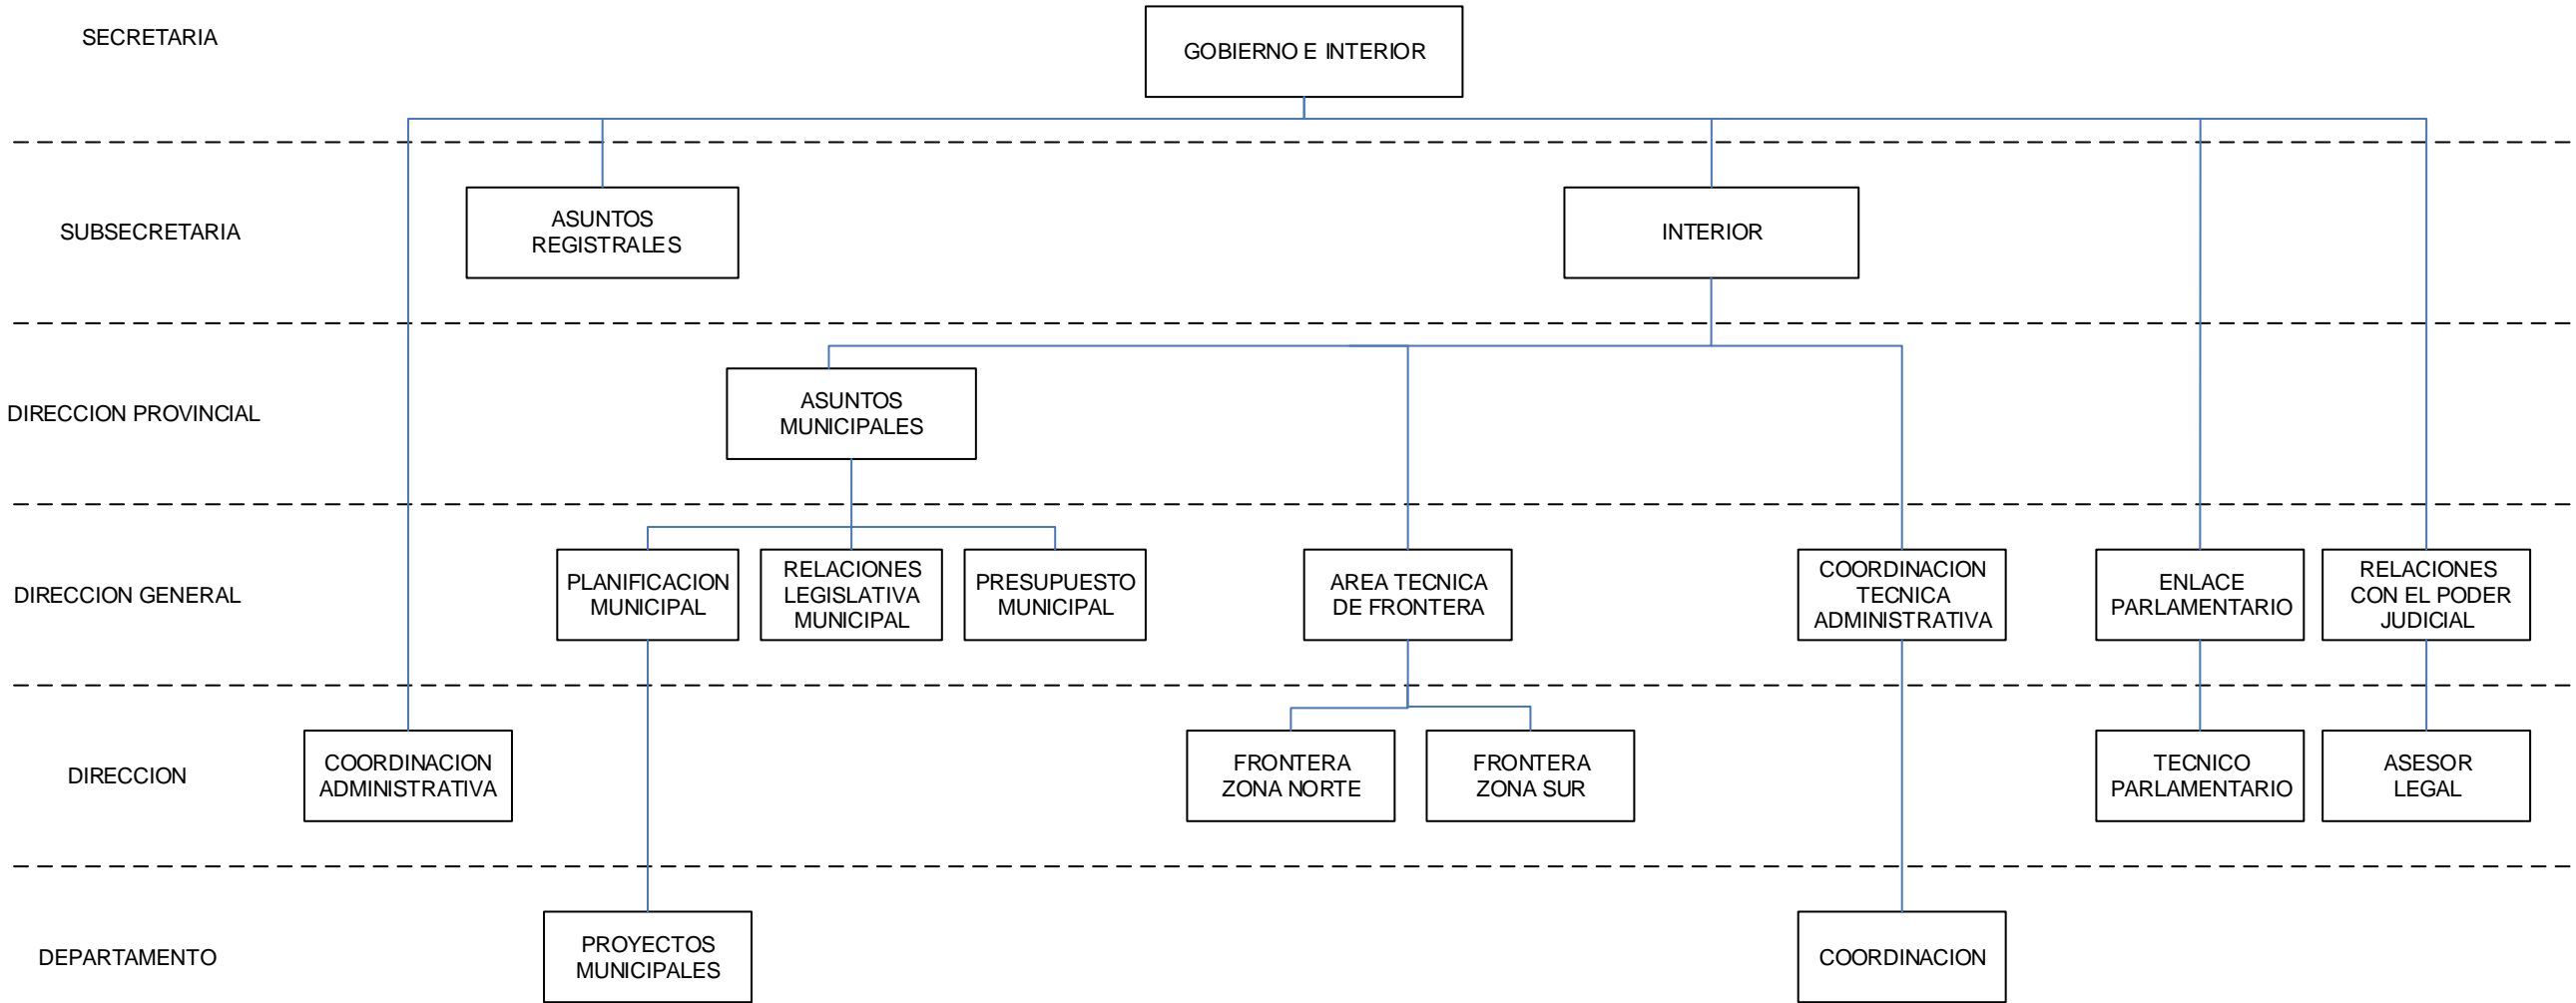 SECRETARIA
GOBIERNO E INTERIOR
SUBSECRETARIA
ASUNTOS
REGISTRALES
INTERIOR
DIRECCION PROVINCIAL
ASUNTOS
MUNICIPALES
DIRECCION GENERAL
PLANIFICACION
MUNICIPAL
RELACIONES
LEGISLATIVA
MUNICIPAL
PRESUPUESTO
MUNICIPAL
AREA TECNICA
DE FRONTERA
COORDINACION
TECNICA
ADMINISTRATIVA
ENLACE
PARLAMENTARIO
RELACIONES
CON EL PODER
JUDICIAL
DIRECCION
COORDINACION
ADMINISTRATIVA
FRONTERA
ZONA NORTE
FRONTERA
ZONA SUR
TECNICO
PARLAMENTARIO
ASESOR
LEGAL
DEPARTAMENTO
PROYECTOS
MUNICIPALES
COORDINACION